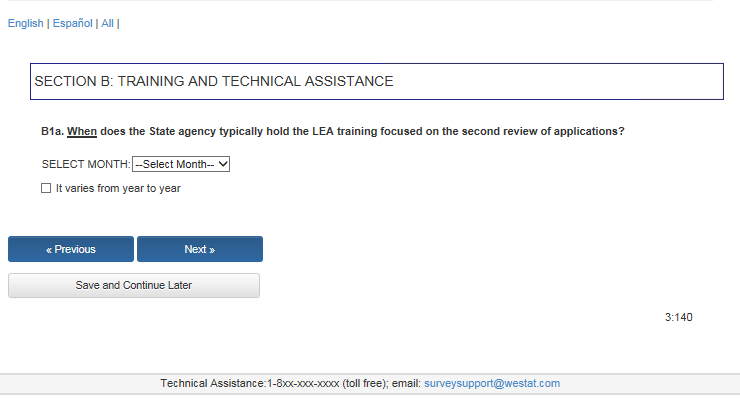 English | Español | All |
SECTION B: TRAINING AND TECHNICAL ASSISTANCE
B1a. When does the State agency typically hold the LEA training focused on the second review of applications?
SELECT MONTH: --Select Month--
It varies from year to year
« Previous Next »
Save and Continue Later
3:140
Technical Assistance:1-8xx-xxx-xxxx (toll free); email: surveysupport@westat.com